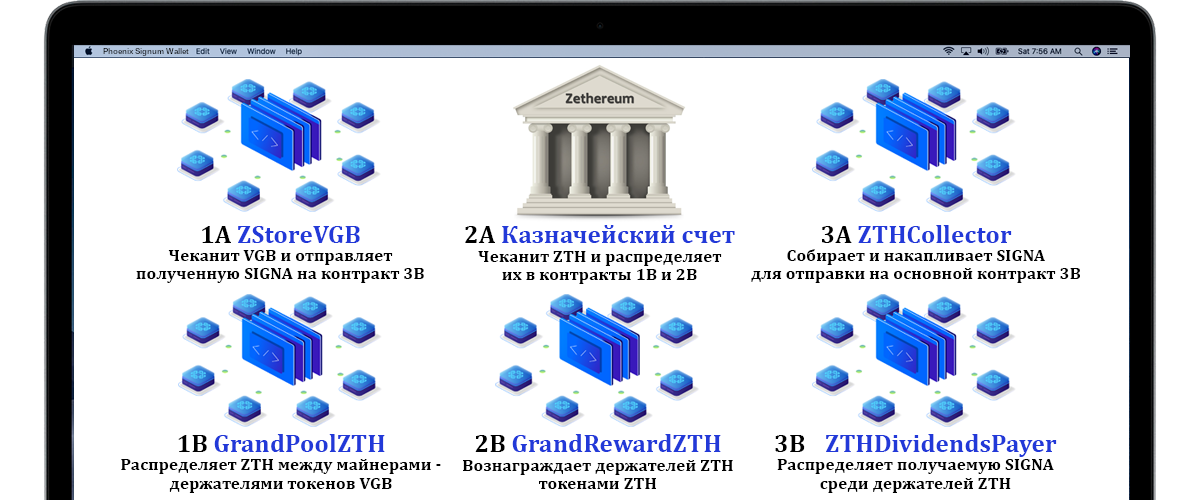 Phoenix Signum Wallet Edit View Window Help Sat 7:56 AM
Zethereum
1A ZStoreVGB
Чеканит VGB и отправляет
полученную SIGNA на контракт 3B
2A Казначейский счет
Чеканит ZTH и распределяет
их в контракты 1B и 2B
3A ZTHCollector
Собирает и накапливает SIGNA
для отправки на основной контракт 3B
1B GrandPoolZTH
Распределяет ZTH между майнерами -
держателями токенов VGB
2B GrandRewardZTH
Вознаграждает держателей ZTH
токенами ZTH
3B ZTHDividendsPayer
Распределяет получаемую SIGNA
среди держателей ZTH